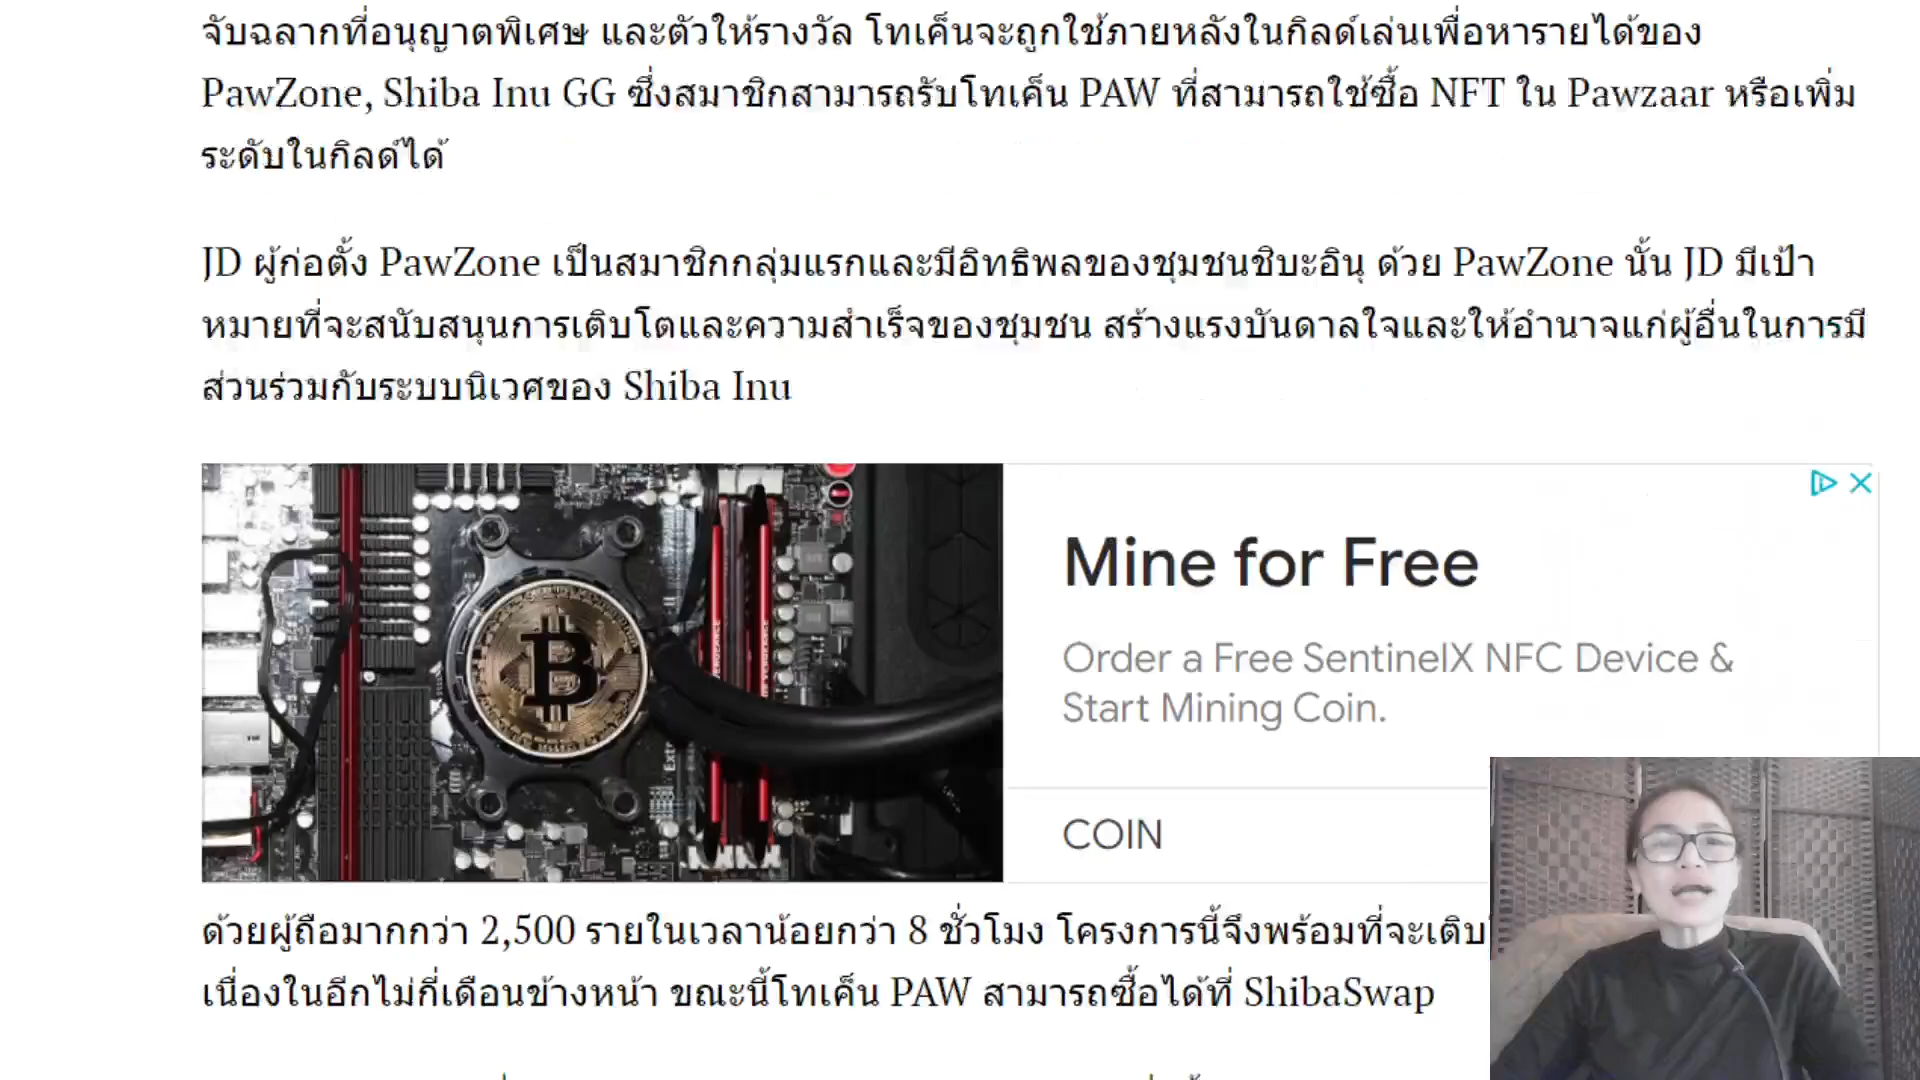 จับฉลากที่อนุญาตพิเศษ และตัวให้รางวัล โทเค็นจะถูกใช้ภายหลังในกิลด์เล่นเพื่อหารายได้ของ
PawZone, Shiba Inu GG ซึ่งสมาชิกสามารถรับโทเค็น PAW ที่สามารถใช้ซื้อ NFT ใน Pawzaar หรือเพิ่ม
ระดับในกิลด์ได้
JD ผู้ก่อตั้ง PawZone เป็นสมาชิกกลุ่มแรกและมีอิทธิพลของชุมชนชิบะอินุ ด้วย PawZone นั้น JD มีเป้า
หมายที่จะสนับสนุนการเติบโตและความสำเร็จของชุมชน สร้างแรงบันดาลใจและให้อำนาจแก่ผู้อื่นในการมี
ส่วนร่วมกับระบบนิเวศของ Shiba Inu
Mine for Free
Order a Free SentinelX NFC Device &
Start Mining Coin.
COIN
ด้วยผู้ถือมากกว่า 2,500 รายในเวลาน้อยกว่า 8 ชั่วโมง โครงการนี้จึงพร้อมที่จะเติบ
เนื่องในอีกไม่กี่เดือนข้างหน้า ขณะนี้โทเค็น PAW สามารถซื้อได้ที่ ShibaSwap